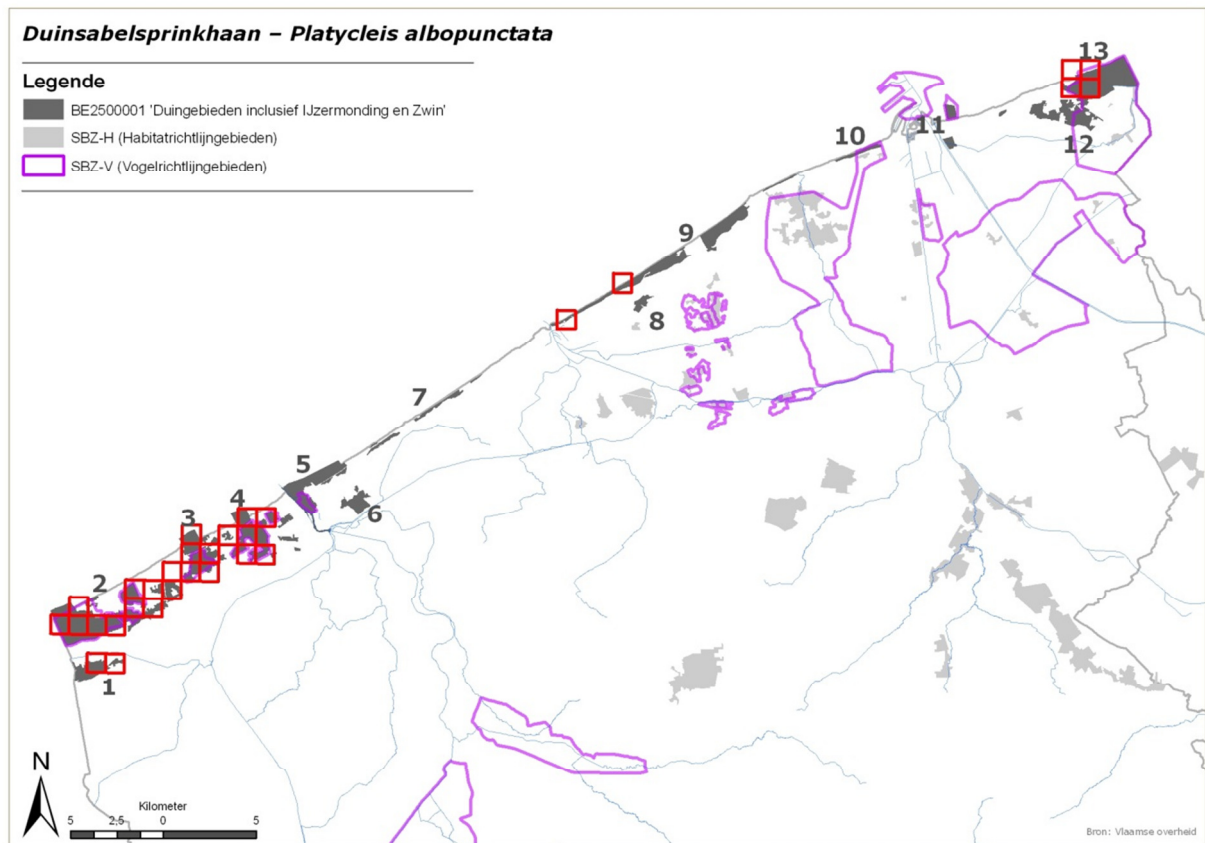 Duinsabelsprinkhaan – Platycleis albopunctata
Legende
BE2500001 'Duingebieden inclusief IJzermonding en Zwin'
SBZ-H (Habitatrichtlijngebieden)
SBZ-V (Vogelrichtlijngebieden)
13
12
11
10
9
8
7
5
6
4
3
2
1
N
Kilometer
5 2,5 0 5
Bron: Vlaamse overheid